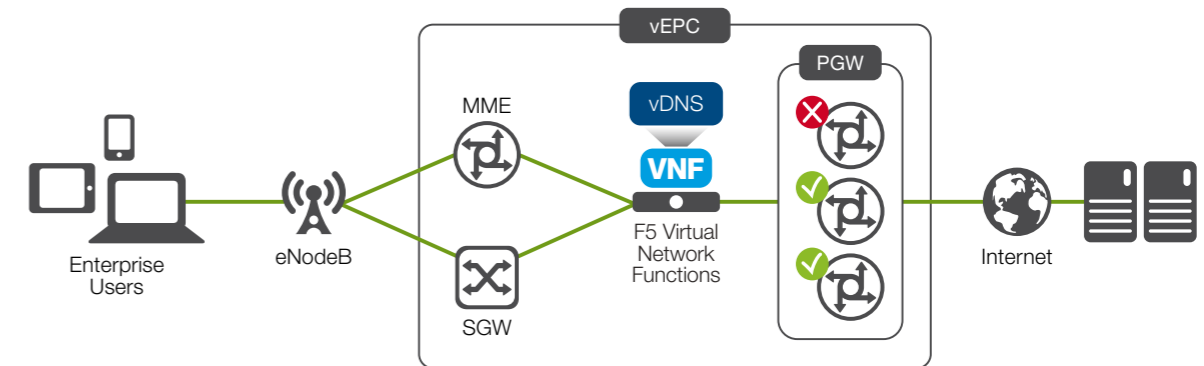 vEPC
PGW
MME
vDNS
VNF
F5 Virtual
Network
Functions
Enterprise
Users
eNodeB
SGW
Internet